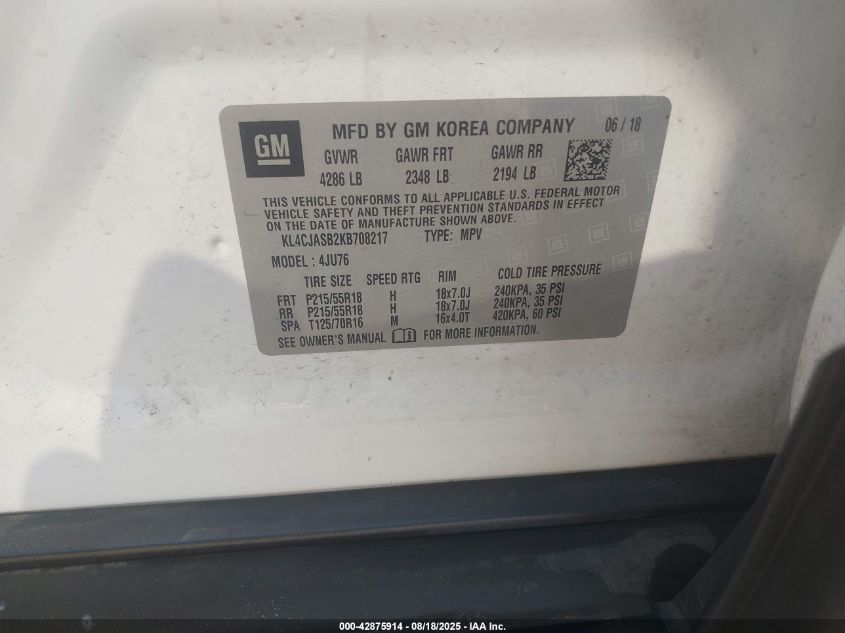 GM
MFD BY GM KOREA COMPANY 06 / 18
GVWR GAWR FRT GAWR RR
4286 LB 2348 LB 2194 LB
THIS VEHICLE CONFORMS TO ALL APPLICABLE U.S. FEDERAL MOTOR
VEHICLE SAFETY AND THEFT PREVENTION STANDARDS IN EFFECT
ON THE DATE OF MANUFACTURE SHOWN ABOVE.
KL4CJASB2KB708217 TYPE: MPV
MODEL : 4JU76
TIRE SIZE SPEED RTG RIM COLD TIRE PRESSURE
FRT P215/55R18 H 18x7.0J 240KPA, 35 PSI
RR P215/55R18 H 18x7.0J 240KPA, 35 PSI
SPA T125/70R16 M 16x4.0T 420KPA, 60 PSI
SEE OWNER'S MANUAL FOR MORE INFORMATION.
000-42875914 - 08/18/2025 - IAA Inc.